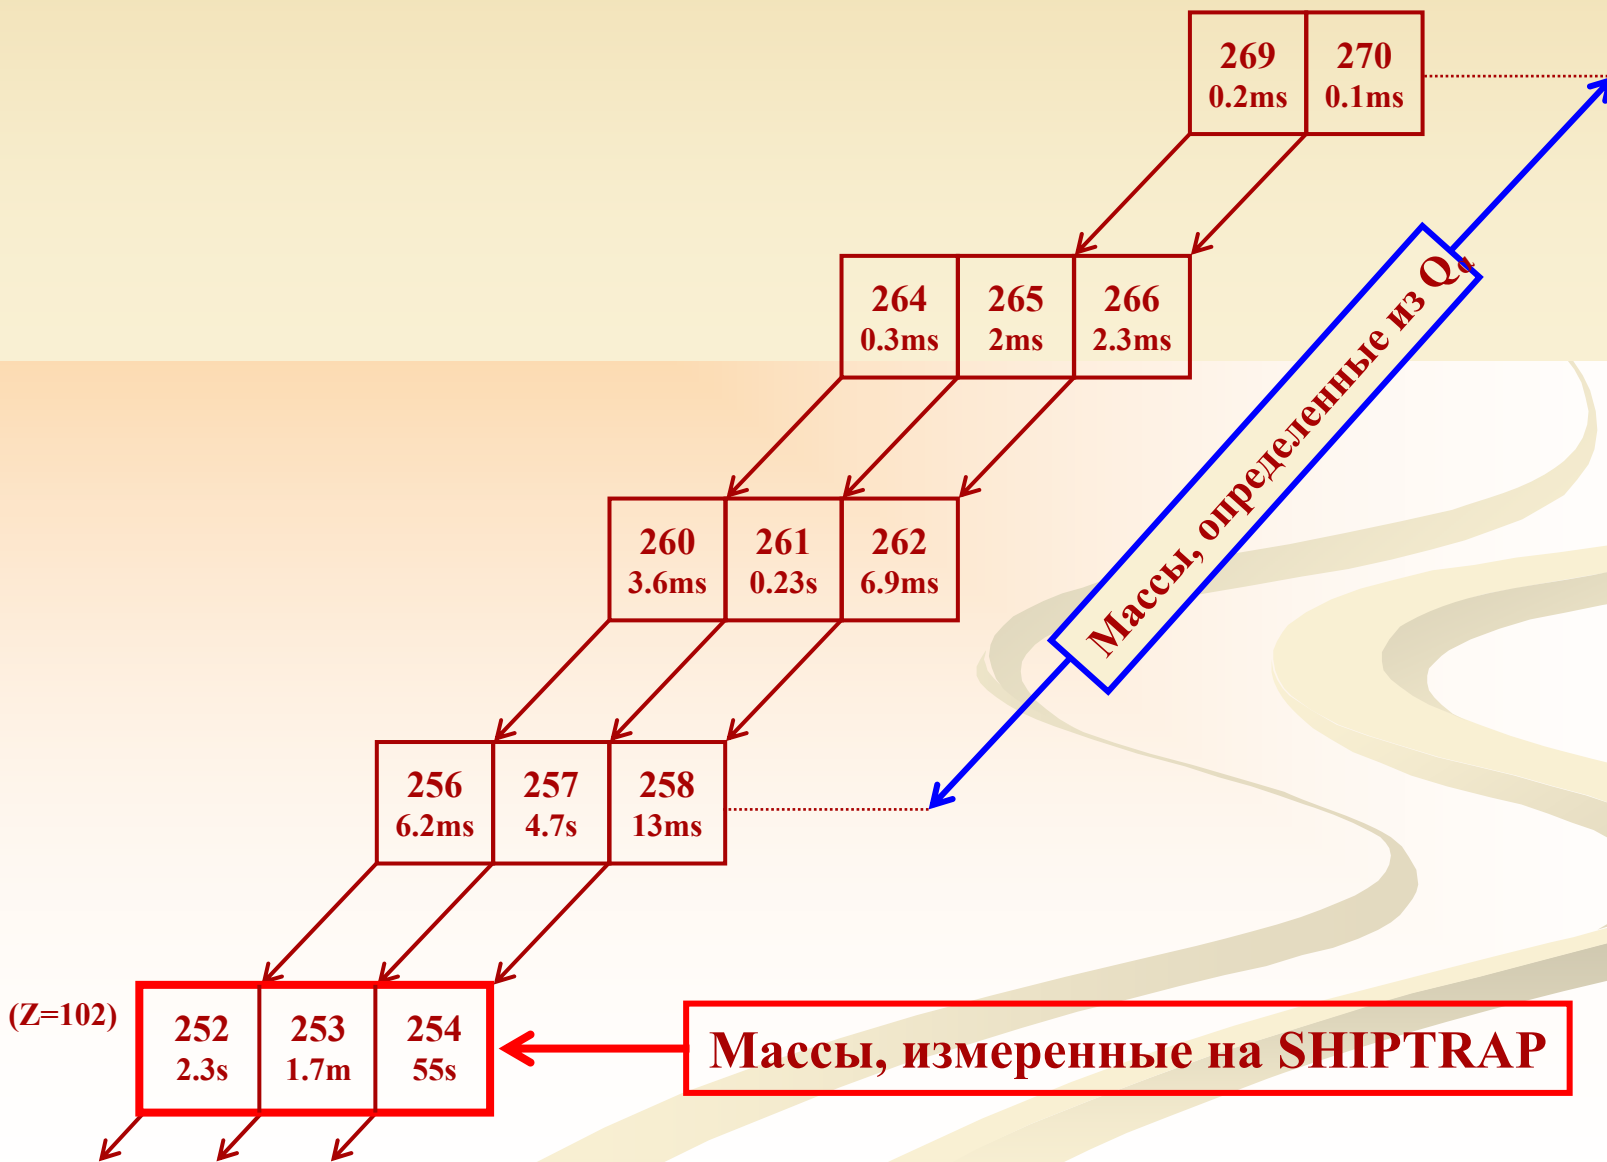 269 270
0.2ms 0.1ms
264 265 266
0.3ms 2ms 2.3ms
Массы, определенные из Qα
260 261 262
3.6ms 0.23s 6.9ms
256 257 258
6.2ms 4.7s 13ms
(Z=102)
252 253 254
2.3s 1.7m 55s
Массы, измеренные на SHIPTRAP